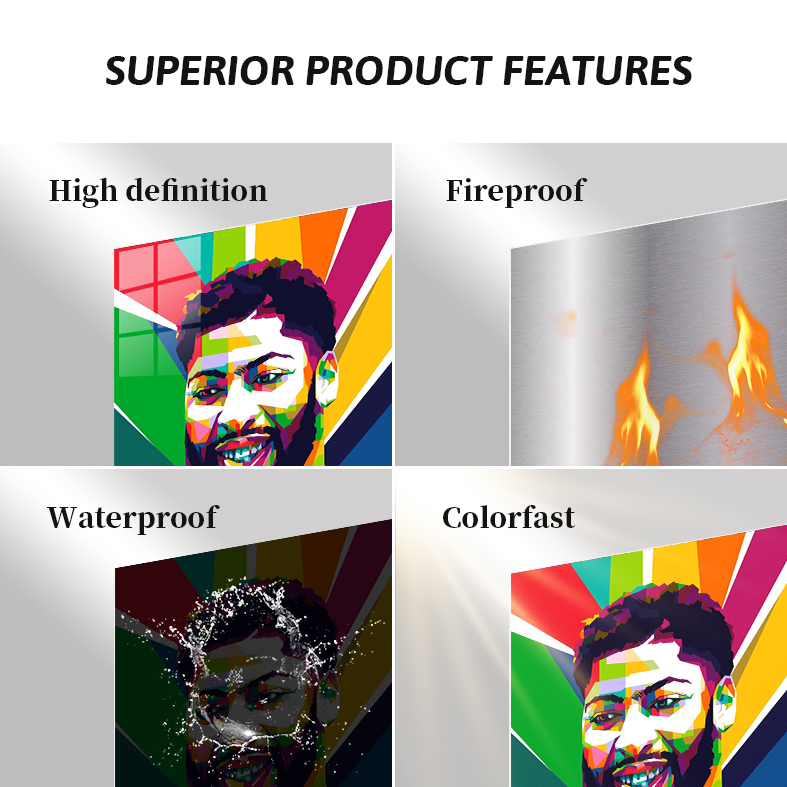 SUPERIOR PRODUCT FEATURES
High definition
Fireproof
Waterproof
Colorfast